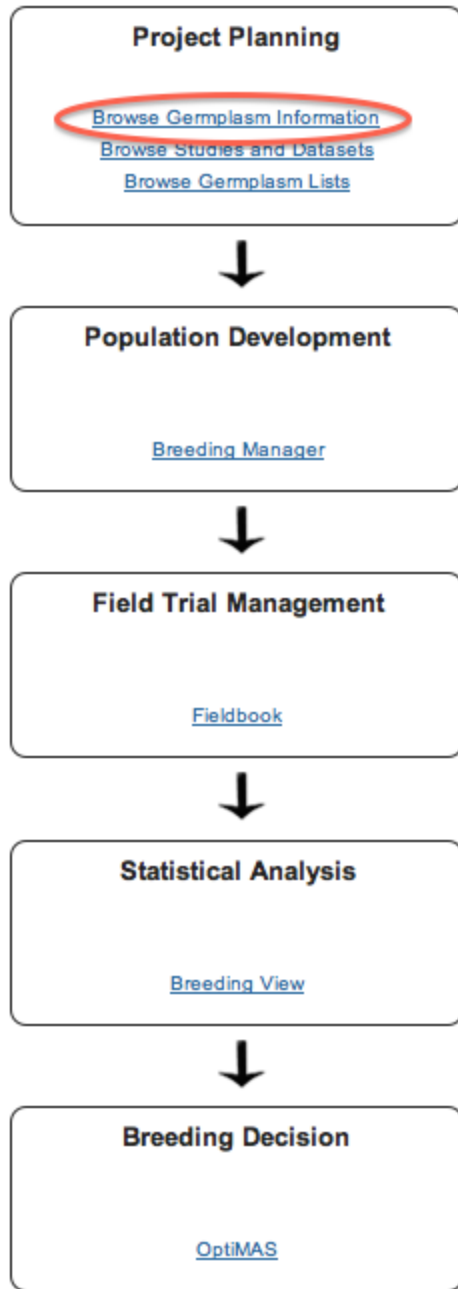 Project Planning
Browse Germplasm Information
Browse Studies and Datasets
Browse Germplasm Lists
Population Development
Breeding Manager
Field Trial Management
Fieldbook
Statistical Analysis
Breeding View
Breeding Decision
OptiMAS